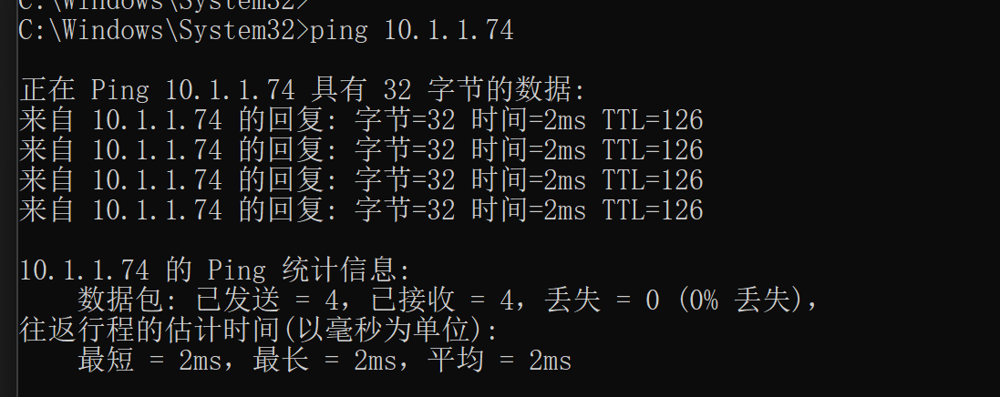 C:\Windows\System32>
C:\Windows\System32>ping 10.1.1.74
正在 Ping 10.1.1.74 具有 32 字节的数据:
来自 10.1.1.74 的回复: 字节=32 时间=2ms TTL=126
来自 10.1.1.74 的回复: 字节=32 时间=2ms TTL=126
来自 10.1.1.74 的回复: 字节=32 时间=2ms TTL=126
来自 10.1.1.74 的回复: 字节=32 时间=2ms TTL=126
10.1.1.74 的 Ping 统计信息:
数据包: 已发送 = 4，已接收 = 4，丢失 = 0 (0% 丢失)，
往返行程的估计时间(以毫秒为单位):
最短 = 2ms，最长 = 2ms，平均 = 2ms